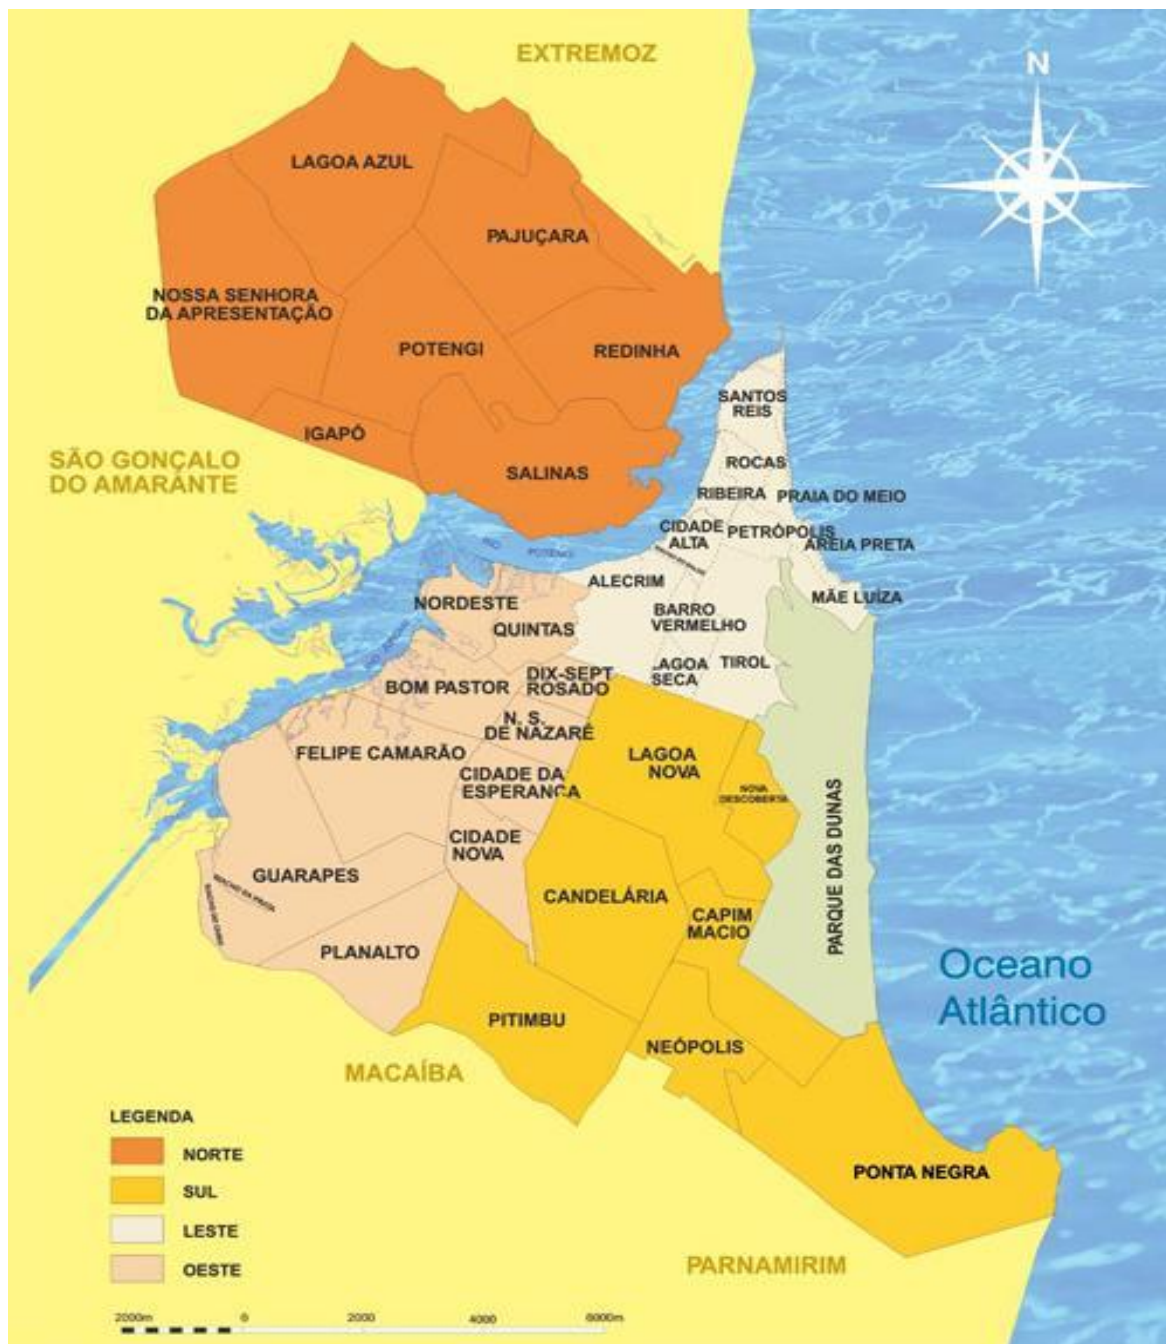 EXTREMOZ
N
LAGOA AZUL
PAJUÇARA
NOSSA SENHORA
DA APRESENTAÇÃO
POTENGI
REDINHA
SANTOS
REIS
IGAPÓ
SÃO GONÇALO
DO AMARANTE
SALINAS
ROCAS
RIBEIRA
PRAIA DO MEIO
CIDADE
ALTA
PETRÓPOLIS
AREIA PRETA
RIO
POTENGI
ALECRIM
MÃE LUÍZA
NORDESTE
QUINTAS
BARRO
VERMELHO
LAGOA
SECA
TIROL
DIX-SEPT
ROSADO
BOM PASTOR
N. S.
DE NAZARÉ
FELIPE CAMARÃO
LAGOA
NOVA
CIDADE DA
ESPERANÇA
NOVA
DESCOBERTA
PARQUE DAS DUNAS
CIDADE
NOVA
GUARAPES
CANDELÁRIA
CAPIM
MACIO
PLANALTO
Oceano
Atlântico
PITIMBU
NEÓPOLIS
MACAÍBA
PONTA NEGRA
PARNAMIRIM
LEGENDA
NORTE
SUL
LESTE
OESTE
2000m 0 2000 4000 6000m